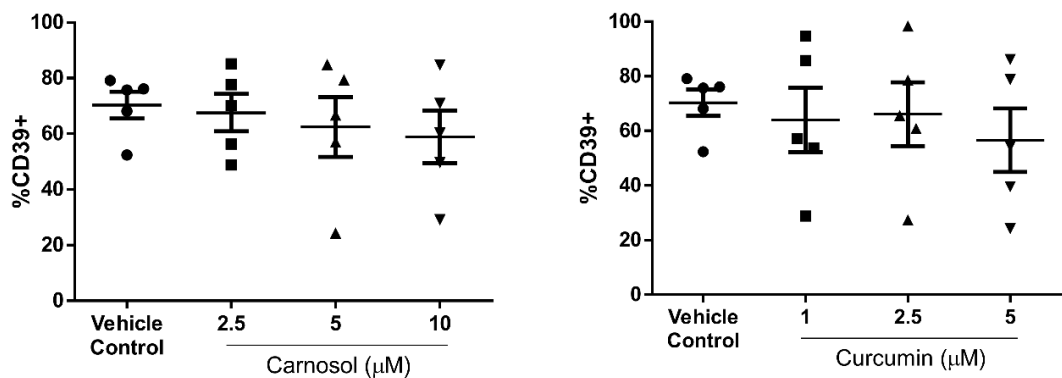 %CD39+
100
80
60
40
20
0
Vehicle
Control
2.5
5
10
Carnosol (μM)
%CD39+
100
80
60
40
20
0
Vehicle
Control
1
2.5
5
Curcumin (μM)